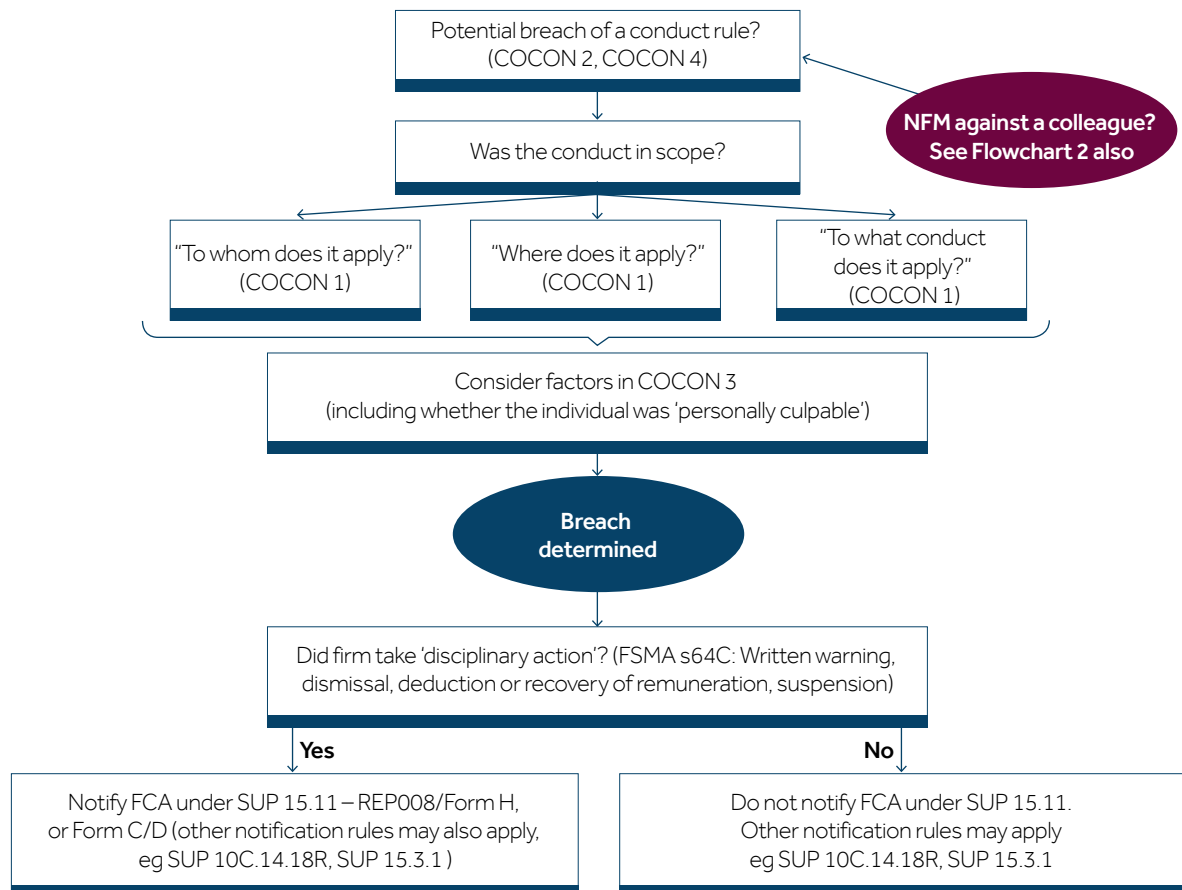 Potential breach of a conduct rule?
(COCON 2, COCON 4)
NFM against a colleague?
See Flowchart 2 also
Was the conduct in scope?
“To whom does it apply?”
(COCON 1)
“Where does it apply?”
(COCON 1)
“To what conduct
does it apply?”
(COCON 1)
Consider factors in COCON 3
(including whether the individual was ‘personally culpable’)
Breach
determined
Did firm take ‘disciplinary action’? (FSMA s64C: Written warning,
dismissal, deduction or recovery of remuneration, suspension)
Yes
No
Notify FCA under SUP 15.11 – REP008/Form H,
or Form C/D (other notification rules may also apply,
eg SUP 10C.14.18R, SUP 15.3.1 )
Do not notify FCA under SUP 15.11.
Other notification rules may apply
eg SUP 10C.14.18R, SUP 15.3.1